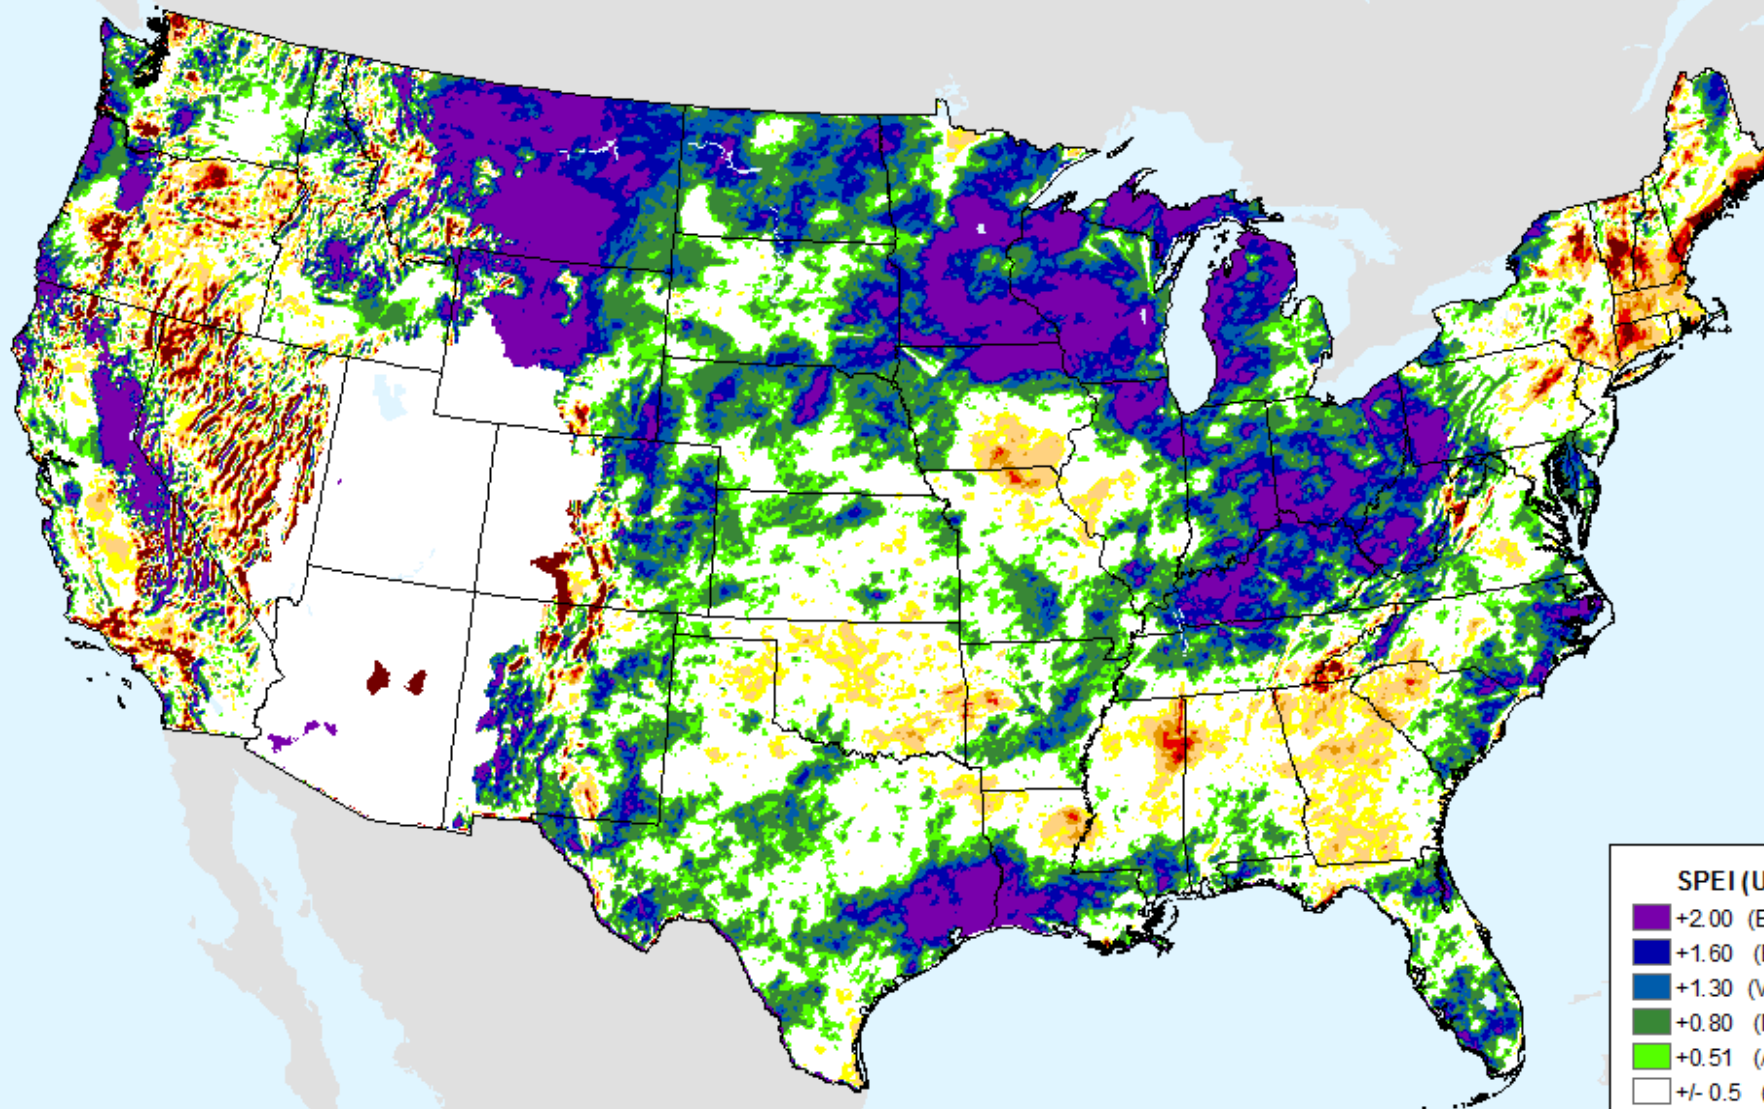 SPEI (U
+2.00 (E
+1.60 (
+1.30 (V
+0.80 (
+0.51 (
+/- 0.5 (